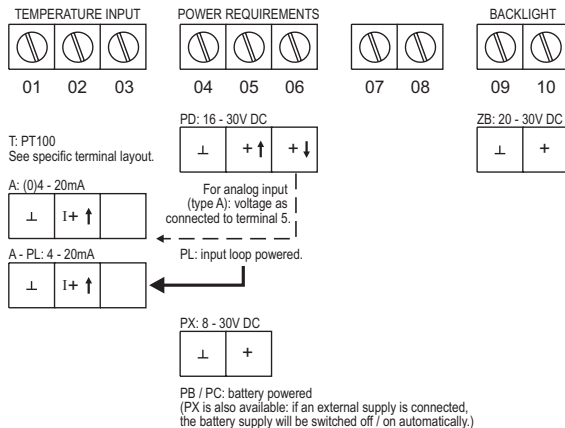 TEMPERATURE INPUT POWER REQUIREMENTS BACKLIGHT
01 02 03 04 05 06 07 08 09 10
PD: 16 - 30V DC ZB: 20 - 30V DC
T: PT100
See specific terminal layout.
⊥ +↑ +↓ ⊥ +
A: (0)4 - 20mA
⊥ I+ ↑
For analog input
(type A): voltage as
connected to terminal 5.
A - PL: 4 - 20mA
PL: input loop powered.
⊥ I+ ↑
PX: 8 - 30V DC
⊥ +
PB / PC: battery powered
(PX is also available: if an external supply is connected,
the battery supply will be switched off / on automatically.)